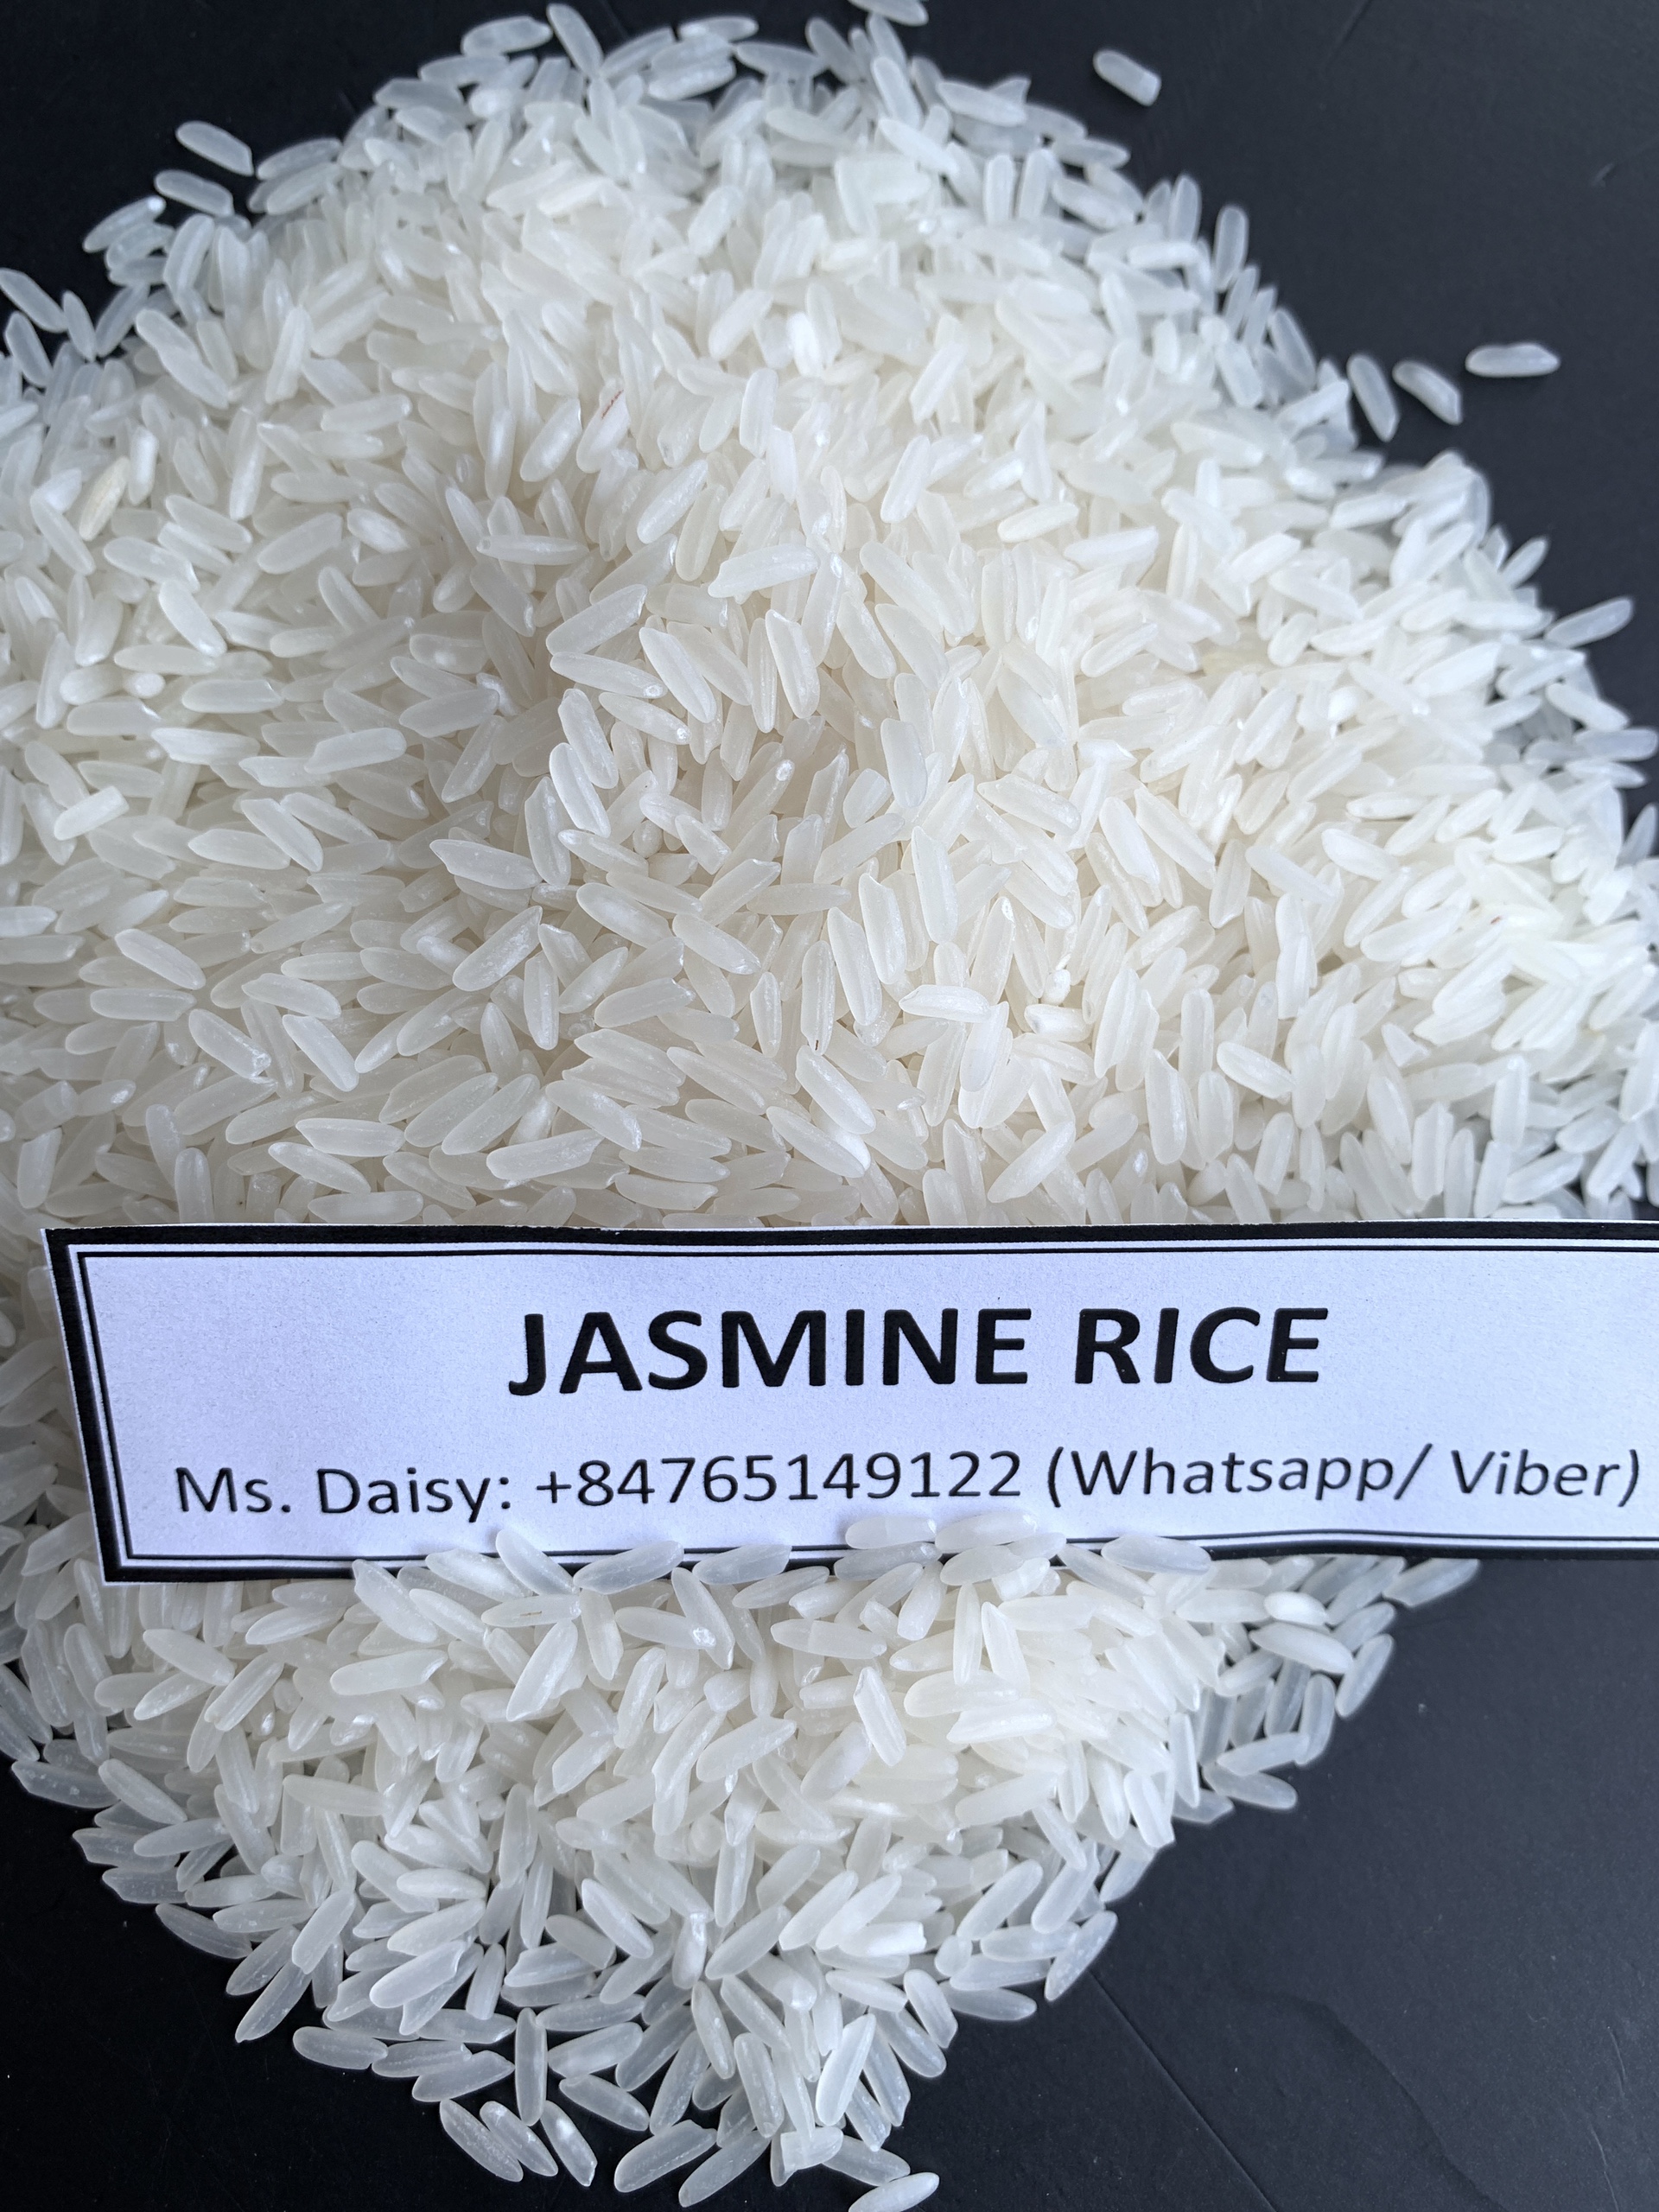 JASMINE RICE
Ms. Daisy: +84765149122 (Whatsapp/ Viber)